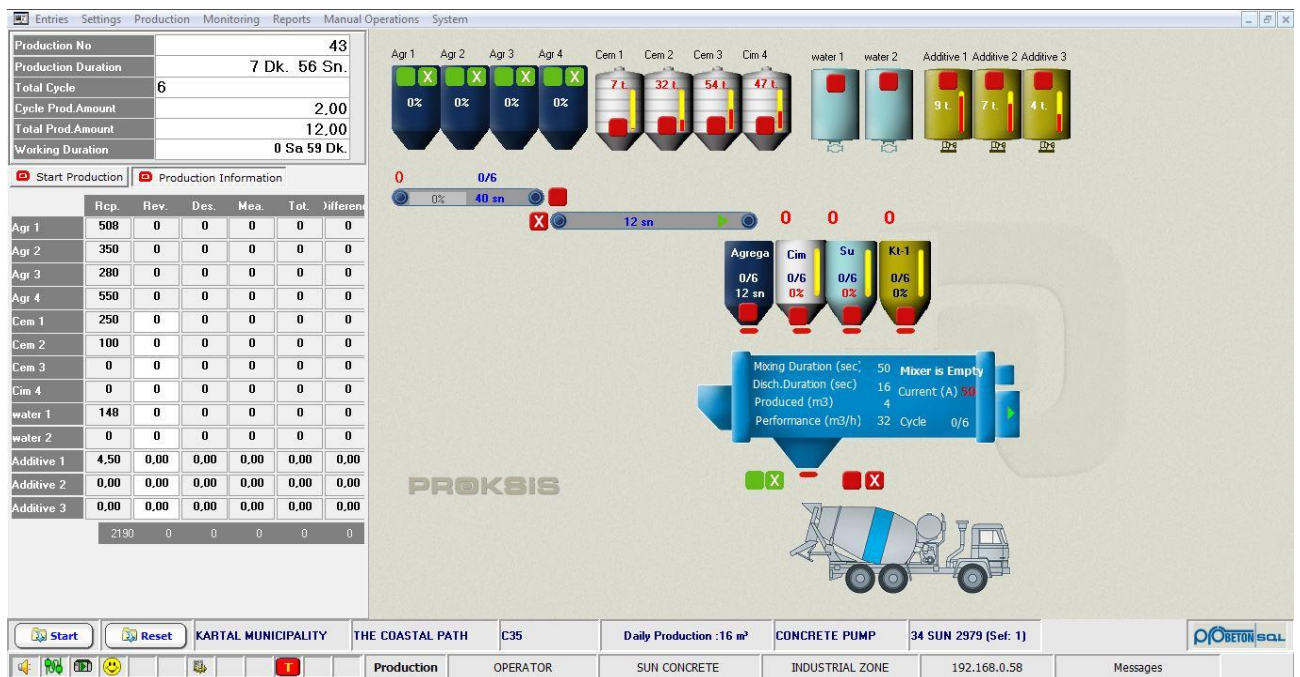 Entries Settings Production Monitoring Reports Manual Operations System
Production No 43
Production Duration 7 Dk. 56 Sn.
Total Cycle 6
Cycle Prod.Amount 2,00
Total Prod.Amount 12,00
Working Duration 0 Sa 59 Dk.
Start Production Production Information
Rcp. Rev. Des. Mea. Tot. Differen
Agr 1 508 0 0 0 0 0
Agr 2 350 0 0 0 0 0
Agr 3 280 0 0 0 0 0
Agr 4 550 0 0 0 0 0
Cem 1 250 0 0 0 0 0
Cem 2 100 0 0 0 0 0
Cem 3 0 0 0 0 0 0
Cim 4 0 0 0 0 0 0
water 1 148 0 0 0 0 0
water 2 0 0 0 0 0 0
Additive 1 4,50 0,00 0,00 0,00 0,00 0,00
Additive 2 0,00 0,00 0,00 0,00 0,00 0,00
Additive 3 0,00 0,00 0,00 0,00 0,00 0,00
2190 0 0 0 0 0
Agr 1 Agr 2 Agr 3 Agr 4 Cem 1 Cem 2 Cem 3 Cim 4 water 1 water 2 Additive 1 Additive 2 Additive 3
X X X X 7 t. 32 t. 54 t. 47 t.
0% 0% 0% 0% 9 t. 7 t. 4 t.
0 0/6
0% 40 sn
X 12 sn 0 0 0
Agrega Cim Su Kt-1
0/6 0/6 0/6 0/6
12 sn 0% 0% 0%
Mixing Duration (sec) 50 Mixer is Empty
Disch.Duration (sec) 16 Current (A) 50
Produced (m3) 4
Performance (m3/h) 32 Cycle 0/6
X X
PROKSIS
Start Reset KARTAL MUNICIPALITY THE COASTAL PATH C35 Daily Production :16 m³ CONCRETE PUMP 34 SUN 2979 (Sef: 1) PROBETON SQL
T Production OPERATOR SUN CONCRETE INDUSTRIAL ZONE 192.168.0.58 Messages